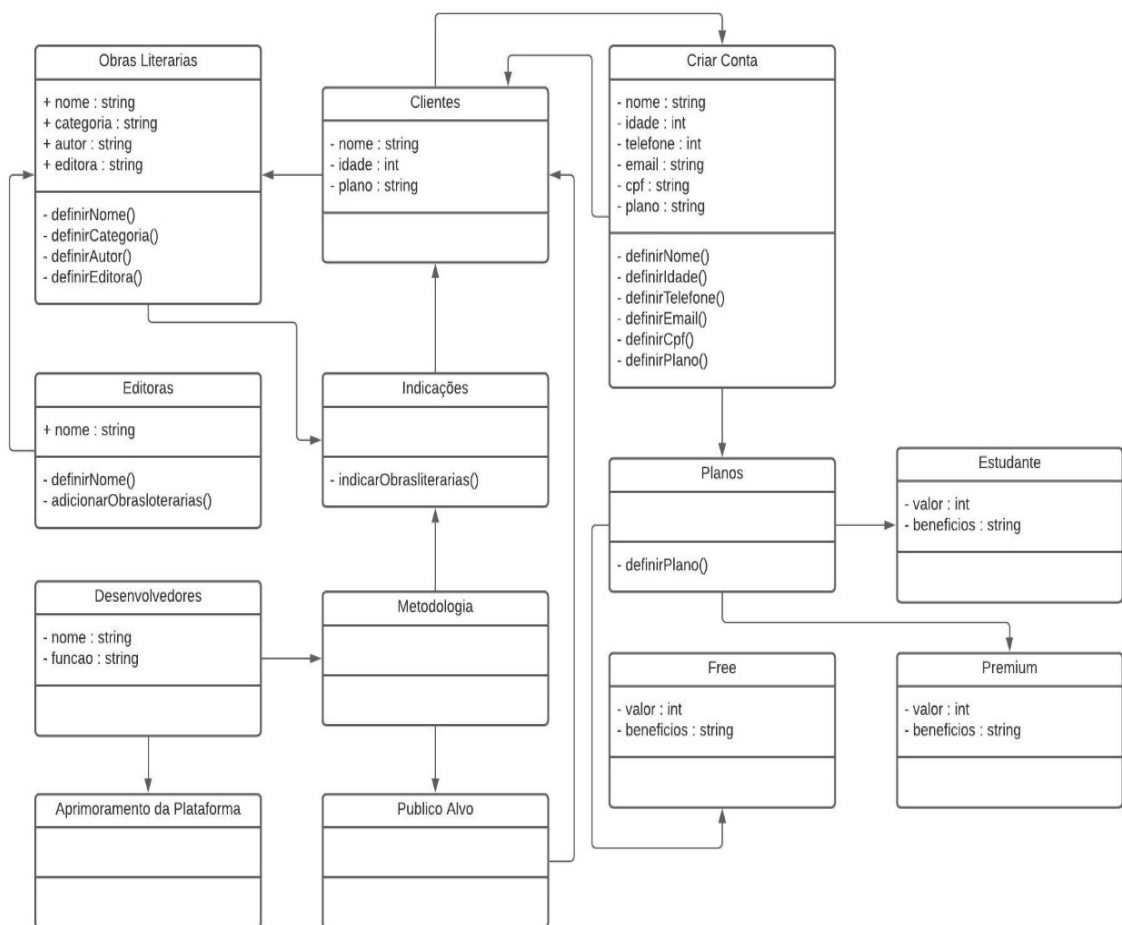 Obras Literarias
+ nome : string
+ categoria : string
+ autor : string
+ editora : string
- definirNome()
- definirCategoria()
- definirAutor()
- definirEditora()
Clientes
- nome : string
- idade : int
- plano : string
Criar Conta
- nome : string
- idade : int
- telefone : int
- email : string
- cpf : string
- plano : string
- definirNome()
- definirIdade()
- definirTelefone()
- definirEmail()
- definirCpf()
- definirPlano()
Editoras
+ nome : string
- definirNome()
- adicionarObrasloterarias()
Indicações
- indicarObrasliterarias()
Planos
- definirPlano()
Estudante
- valor : int
- beneficios : string
Desenvolvedores
- nome : string
- funcao : string
Metodologia
Free
- valor : int
- beneficios : string
Premium
- valor : int
- beneficios : string
Aprimoramento da Plataforma
Publico Alvo